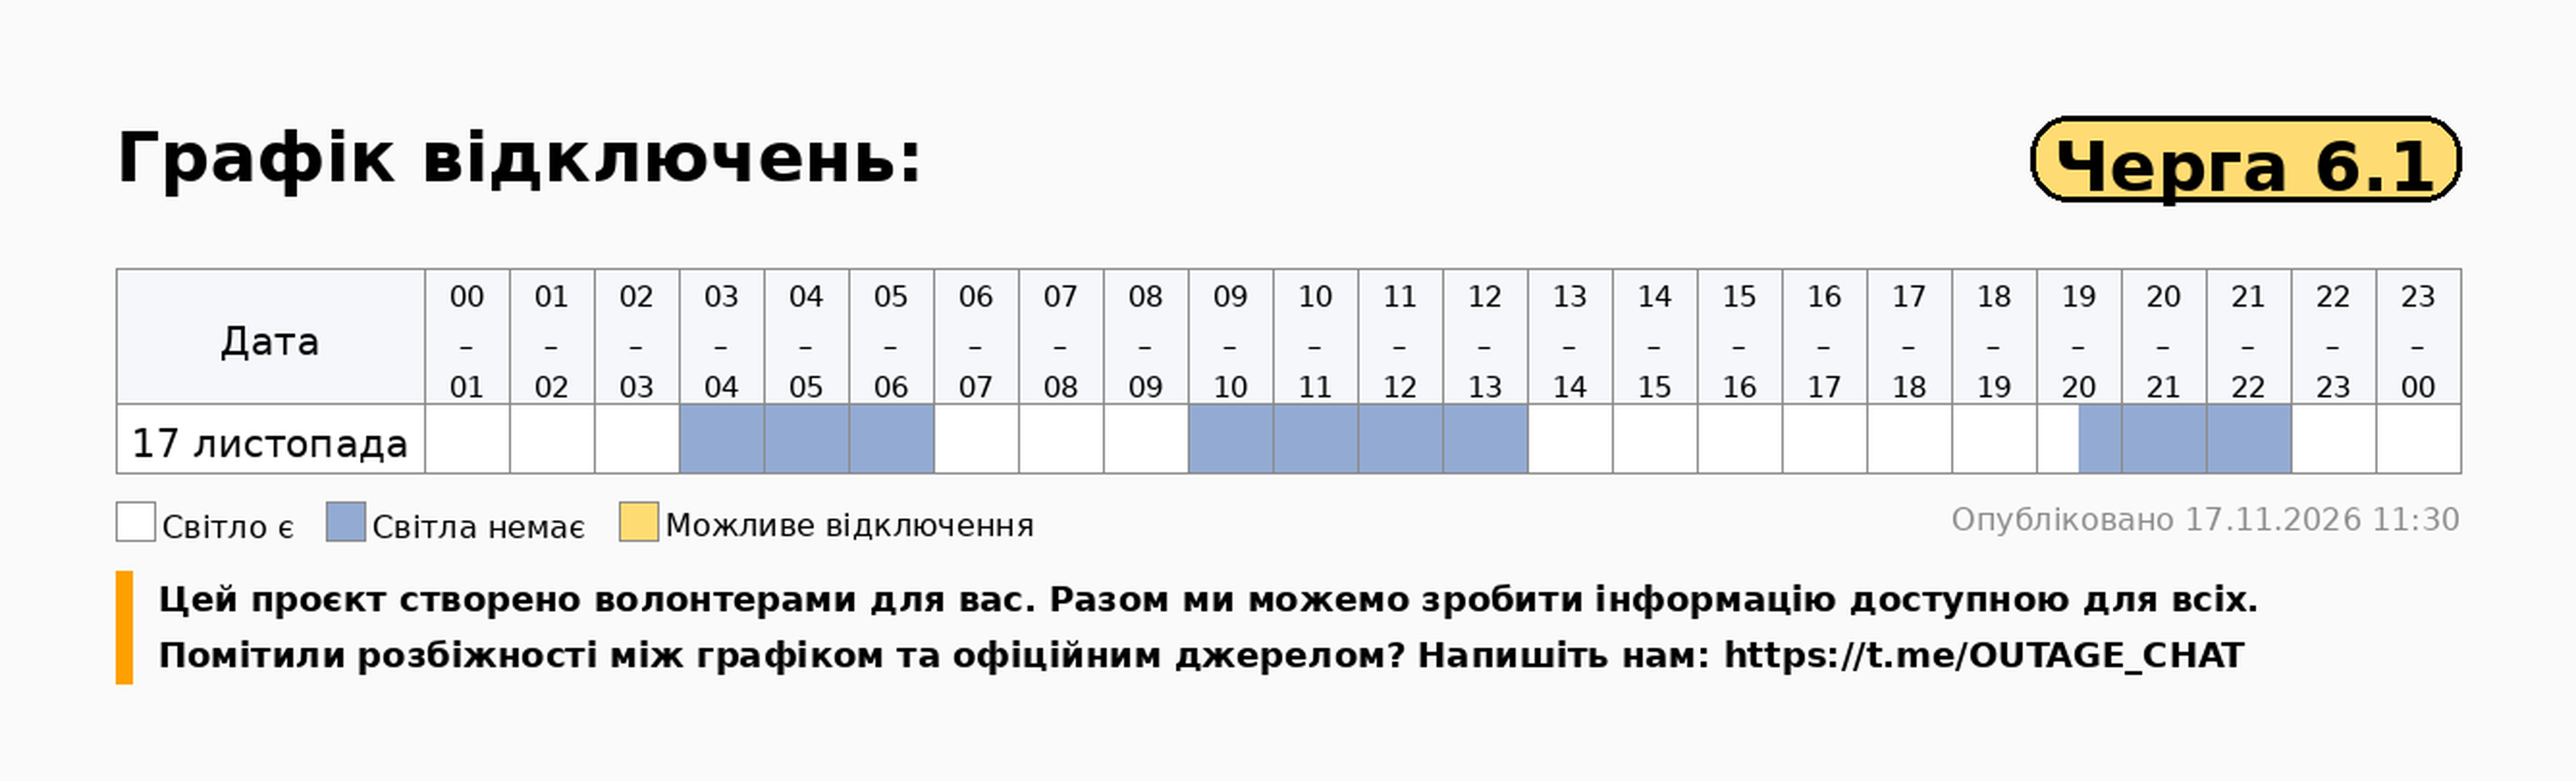 Графік відключень:
Черга 6.1
Дата
00 – 01
01 – 02
02 – 03
03 – 04
04 – 05
05 – 06
06 – 07
07 – 08
08 – 09
09 – 10
10 – 11
11 – 12
12 – 13
13 – 14
14 – 15
15 – 16
16 – 17
17 – 18
18 – 19
19 – 20
20 – 21
21 – 22
22 – 23
23 – 00
17 листопада
Світло є
Світла немає
Можливе відключення
Опубліковано 17.11.2026 11:30
Цей проєкт створено волонтерами для вас. Разом ми можемо зробити інформацію доступною для всіх.
Помітили розбіжності між графіком та офіційним джерелом? Напишіть нам: https://t.me/OUTAGE_CHAT